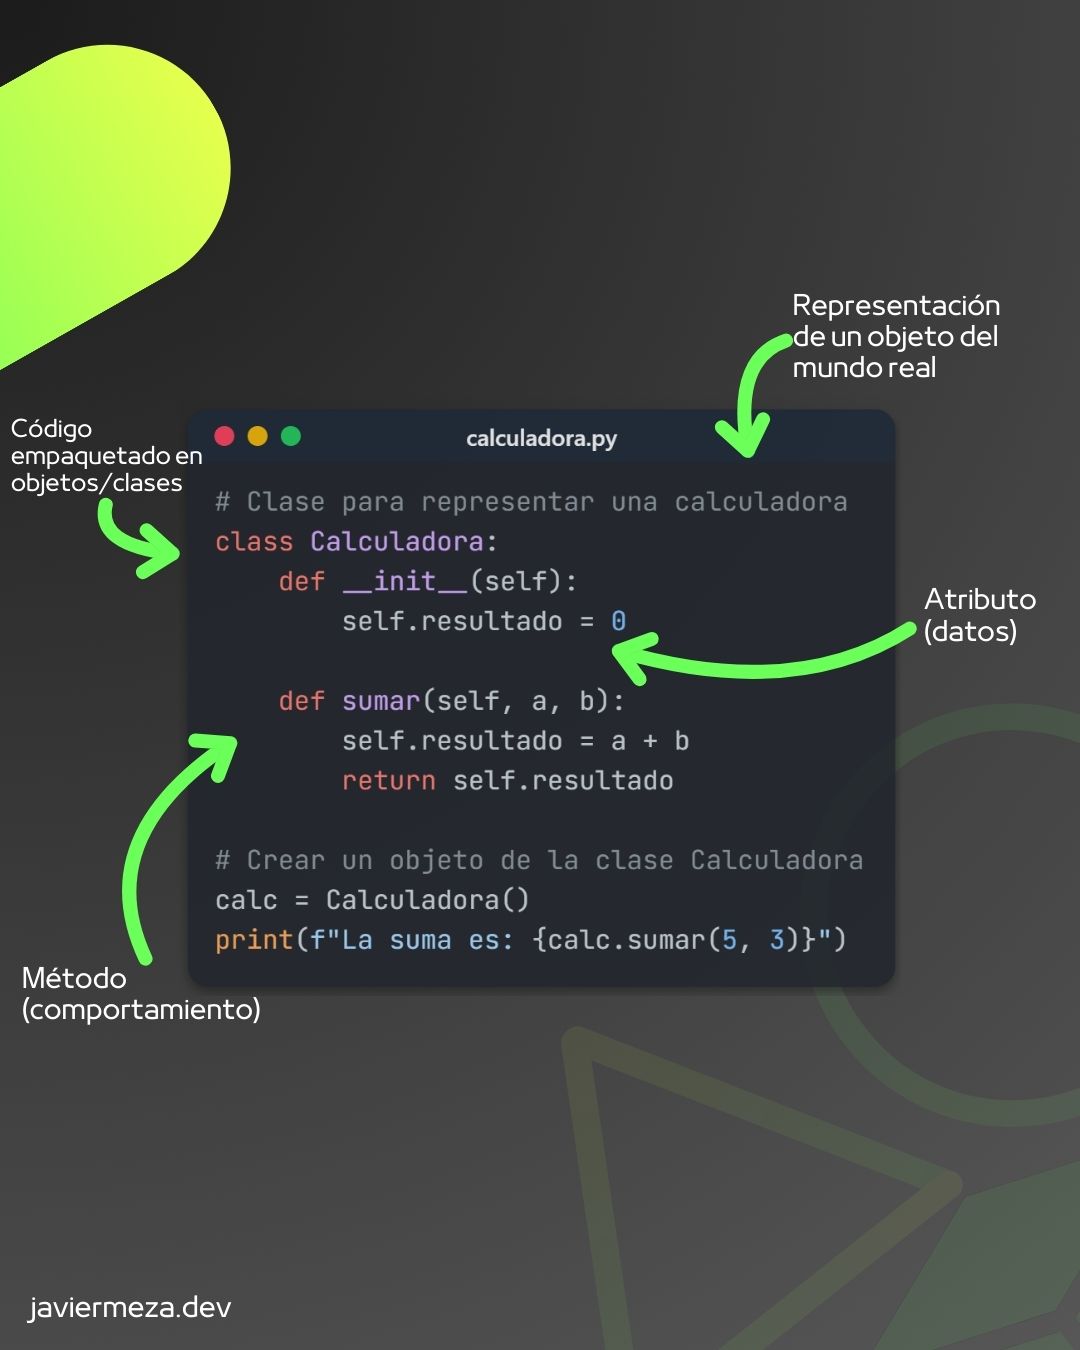 Representación
de un objeto del
mundo real
Código
empaquetado en
objetos/clases
calculadora.py
# Clase para representar una calculadora
class Calculadora:
    def __init__(self):
        self.resultado = 0
Atributo
(datos)
    def sumar(self, a, b):
        self.resultado = a + b
        return self.resultado
# Crear un objeto de la clase Calculadora
calc = Calculadora()
print(f"La suma es: {calc.sumar(5, 3)}")
Método
(comportamiento)
javiermeza.dev